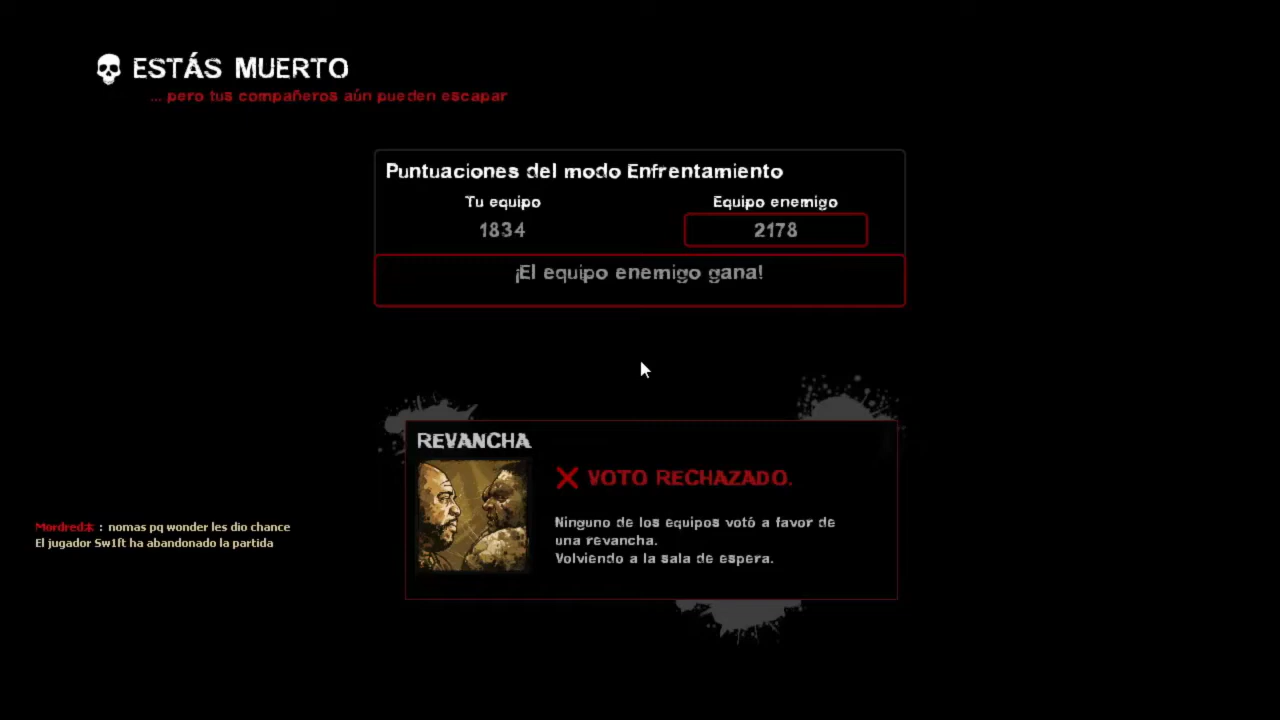 ESTÁS MUERTO
... pero tus compañeros aún pueden escapar
Puntuaciones del modo Enfrentamiento
Tu equipo Equipo enemigo
1834 2178
¡El equipo enemigo gana!
REVANCHA
VOTO RECHAZADO.
Ninguno de los equipos votó a favor de
una revancha.
Volviendo a la sala de espera.
Mordred本 : nomas pq wonder les dio chance
El jugador Sw1ft ha abandonado la partida